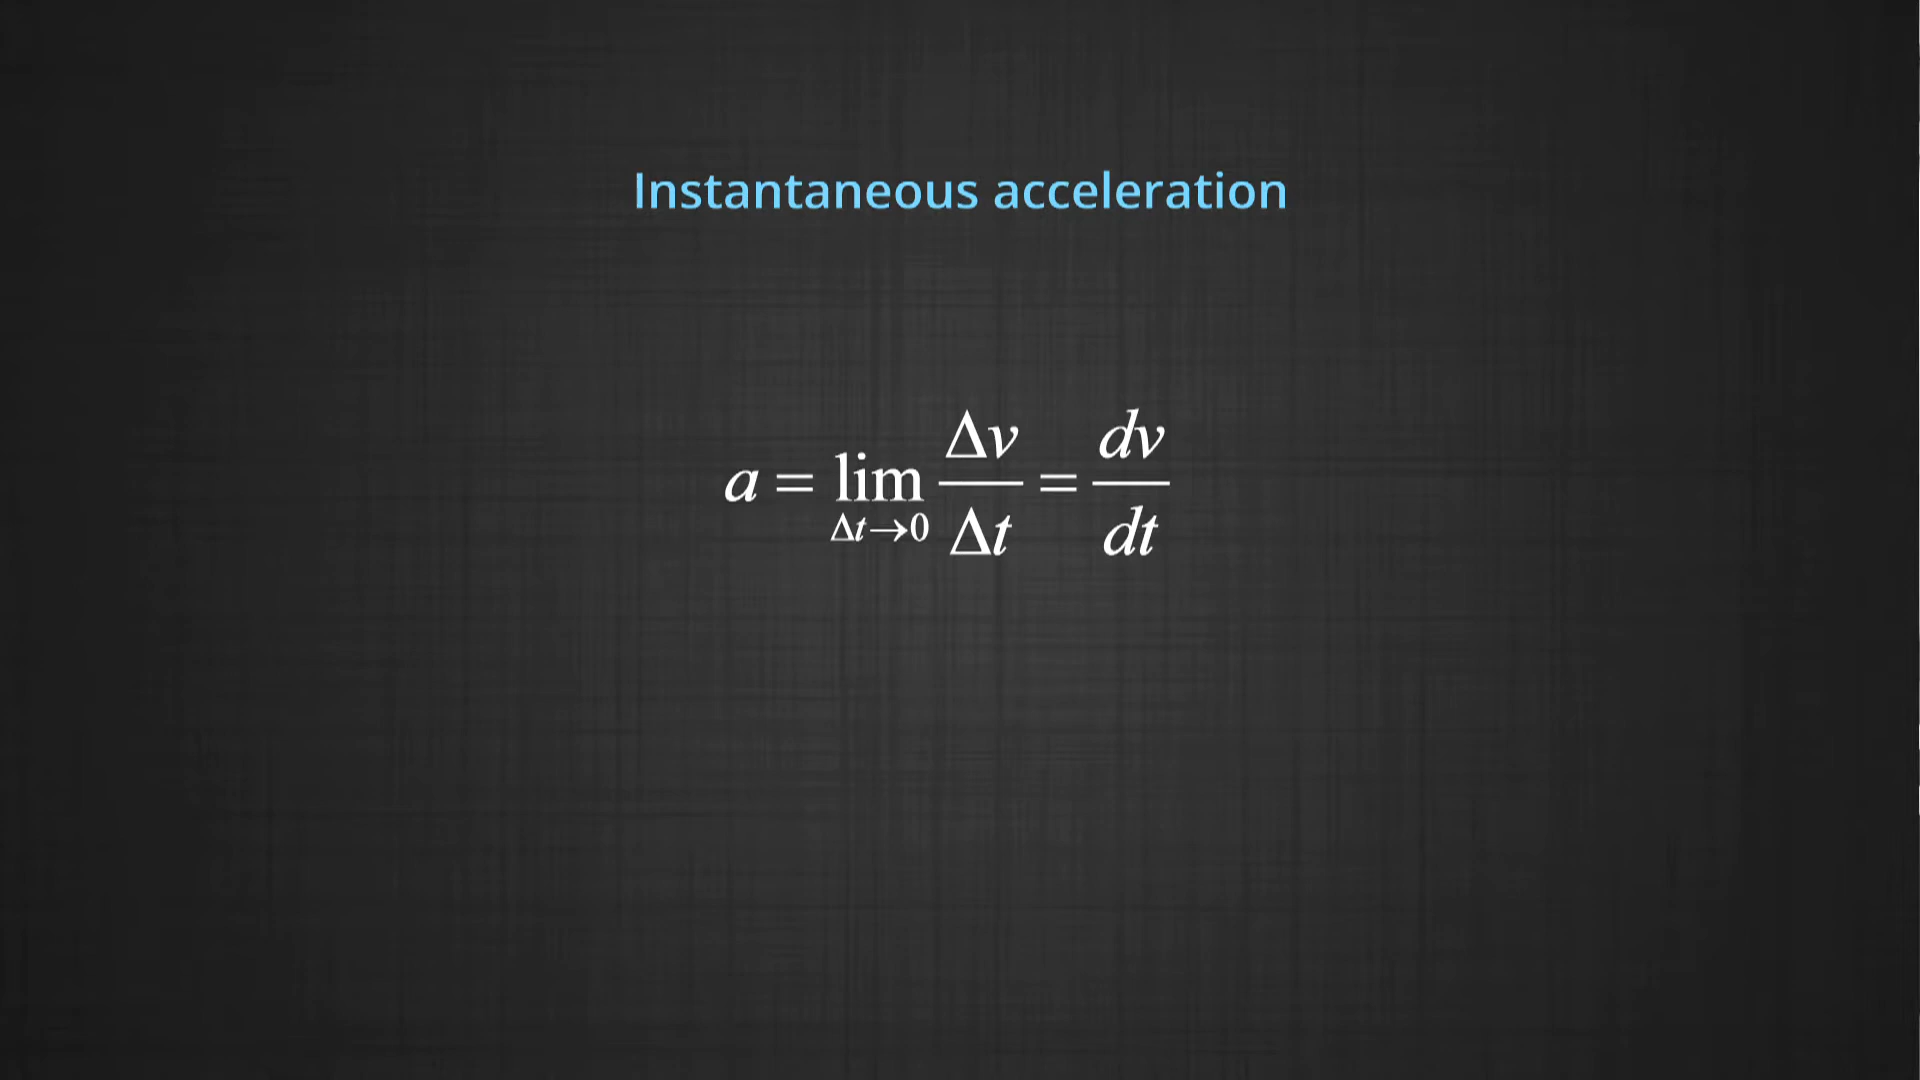 Instantaneous acceleration
a = lim Δt→0 Δv/Δt = dv/dt